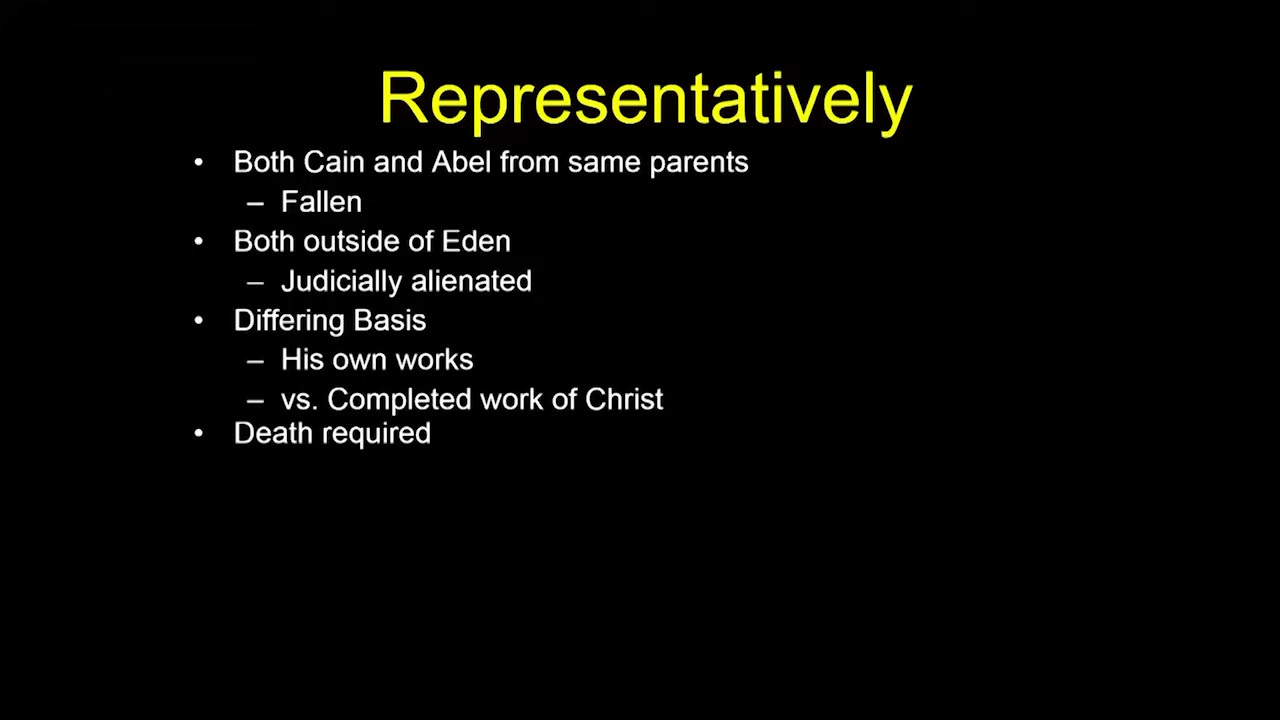 Representatively
• Both Cain and Abel from same parents
– Fallen
• Both outside of Eden
– Judicially alienated
• Differing Basis
– His own works
– vs. Completed work of Christ
• Death required